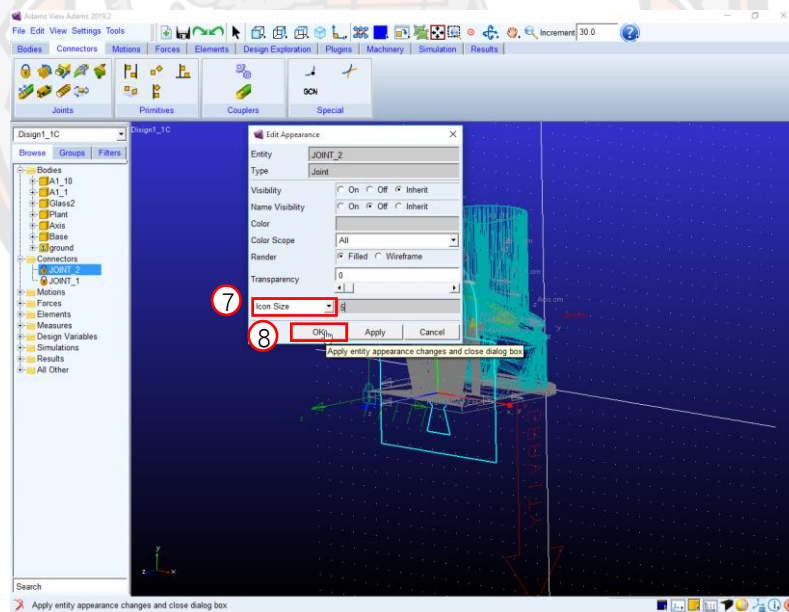 Adams View Adams 2019.2
File Edit View Settings Tools
Increment 30.0
Bodies Connectors Motions Forces Elements Design Exploration Plugins Machinery Simulation Results
GCN
Joints Primitives Couplers Special
.Disign1_1C
Disign1_1C
Browse Groups Filters
Bodies
A1_10
A1_1
Glass2
Plant
Axis
Base
ground
Connectors
JOINT_2
JOINT_1
Motions
Forces
Elements
Measures
Design Variables
Simulations
Results
All Other
Search
Edit Appearance
Entity JOINT_2
Type Joint
Visibility On Off Inherit
Name Visibility On Off Inherit
Color
Color Scope All
Render Filled Wireframe
Transparency 0
7 Icon Size 5
8 OK Apply Cancel
Apply entity appearance changes and close dialog box
Axis.cm
y
z x
Apply entity appearance changes and close dialog box